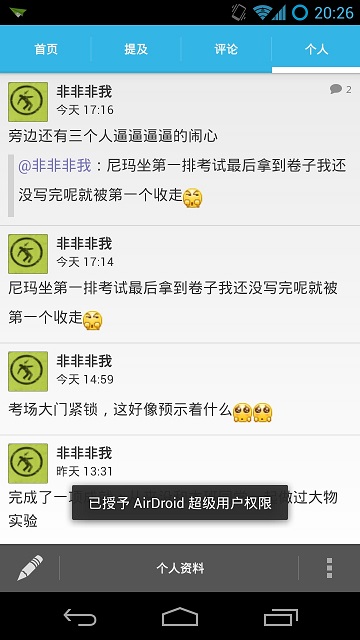 20:26
首页 提及 评论 个人
非非非我 2
今天 17:16
旁边还有三个人逼逼逼逼的闹心
@非非非我：尼玛坐第一排考试最后拿到卷子我还
没写完呢就被第一个收走
非非非我
今天 17:14
尼玛坐第一排考试最后拿到卷子我还没写完呢就被
第一个收走
非非非我
今天 14:59
考场大门紧锁，这好像预示着什么
非非非我
昨天 13:31
完成了一项
做过大物
实验
已授予 AirDroid 超级用户权限
个人资料